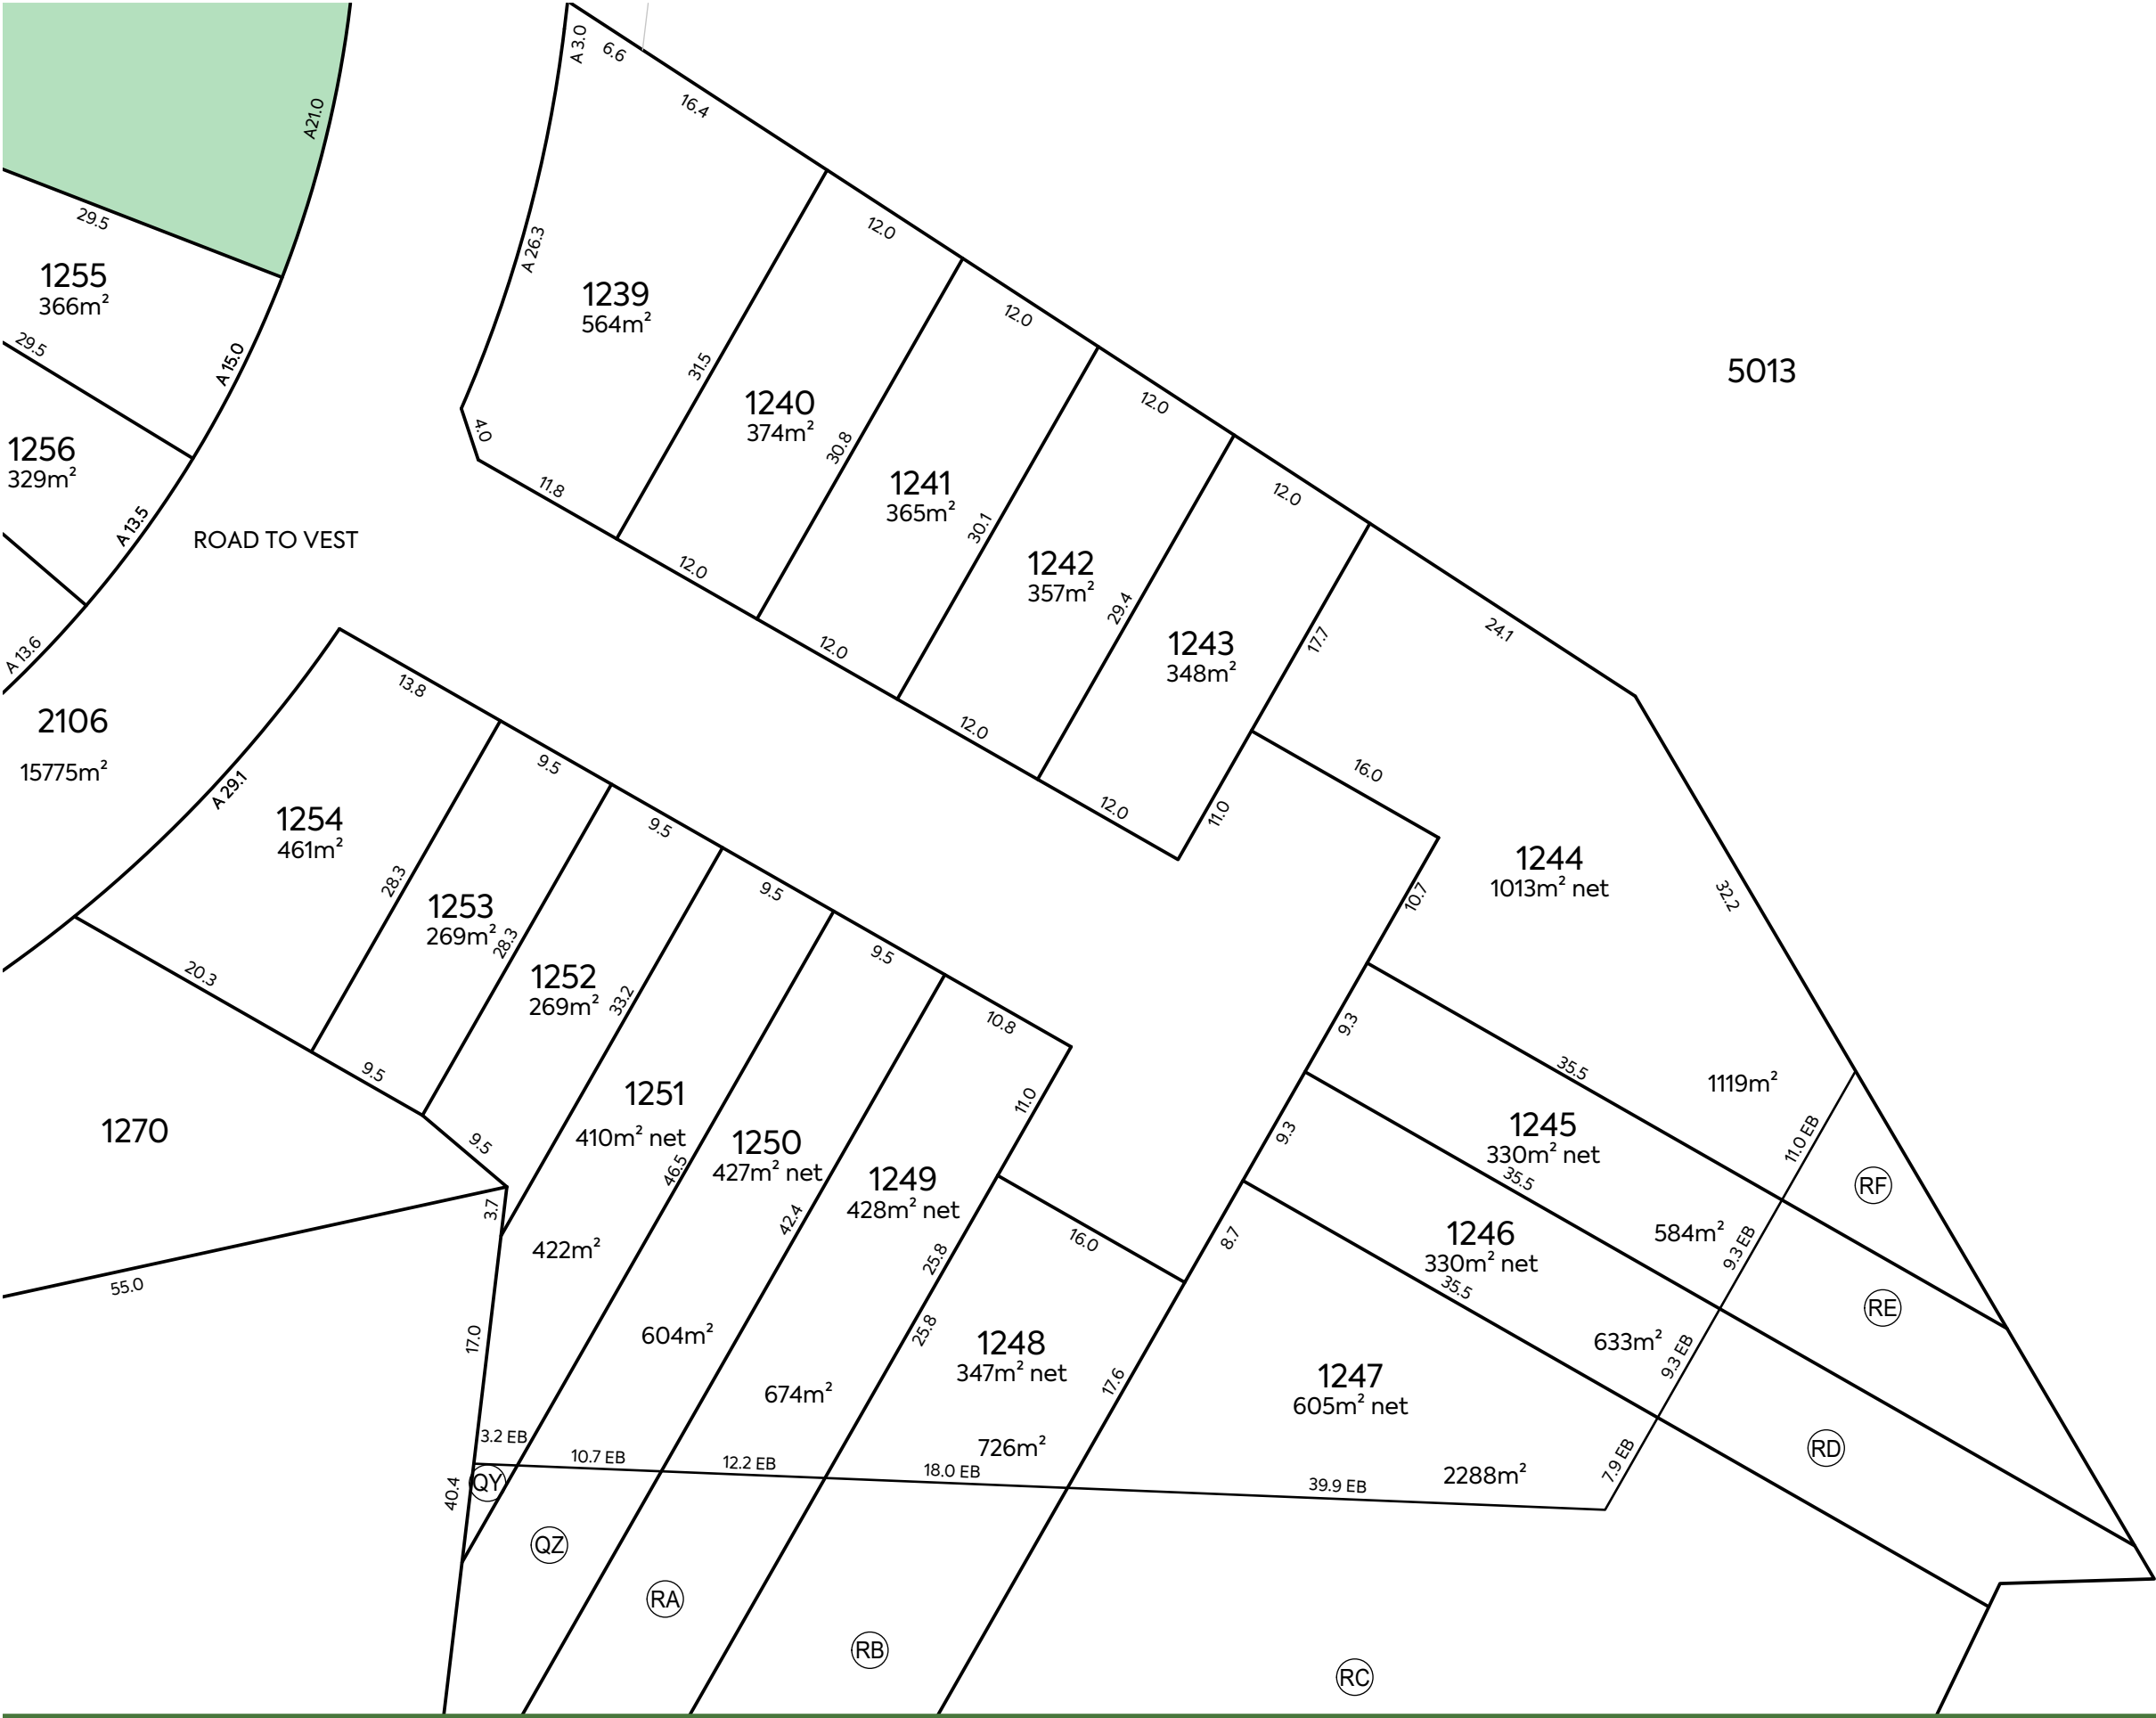 A 3.0
6.6
16.4
A21.0
29.5
12.0
A 26.3
1255
366m²
1239
564m²
12.0
29.5
A 15.0
31.5
5013
12.0
1240
374m²
4.0
30.8
1256
329m²
11.8
1241
365m²
12.0
A 13.5
30.1
ROAD TO VEST
12.0
1242
357m²
29.4
24.1
A 13.6
12.0
1243
348m²
17.7
13.8
2106
12.0
15775m²
9.5
16.0
A 29.1
12.0
11.0
1254
461m²
9.5
1244
1013m² net
28.3
9.5
10.7
32.2
1253
269m²
28.3
9.5
20.3
1252
269m²
33.2
10.8
9.3
9.5
35.5
1119m²
1251
410m² net
11.0
1270
1245
330m² net
9.3
11.0 EB
9.5
1250
427m² net
46.5
1249
428m² net
35.5
RF
3.7
42.4
422m²
25.8
16.0
8.7
1246
330m² net
584m²
9.3 EB
55.0
35.5
RE
17.0
604m²
25.8
1248
347m² net
633m²
9.3 EB
674m²
17.6
1247
605m² net
3.2 EB
10.7 EB
12.2 EB
726m²
18.0 EB
39.9 EB
2288m²
7.9 EB
RD
40.4
QY
QZ
RA
RB
RC